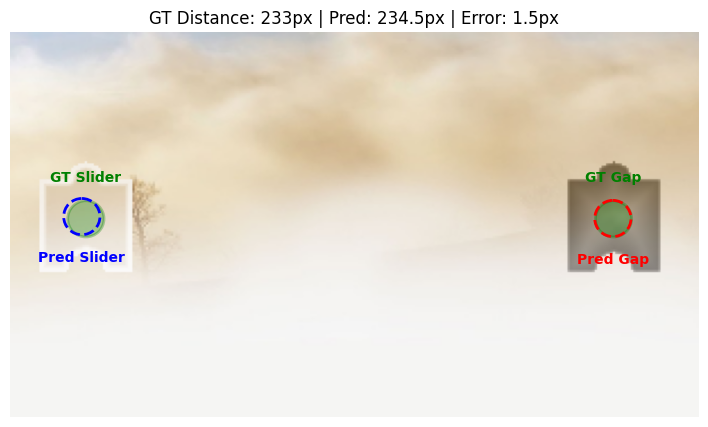 GT Distance: 233px | Pred: 234.5px | Error: 1.5px
GT Slider
GT Gap
Pred Slider
Pred Gap